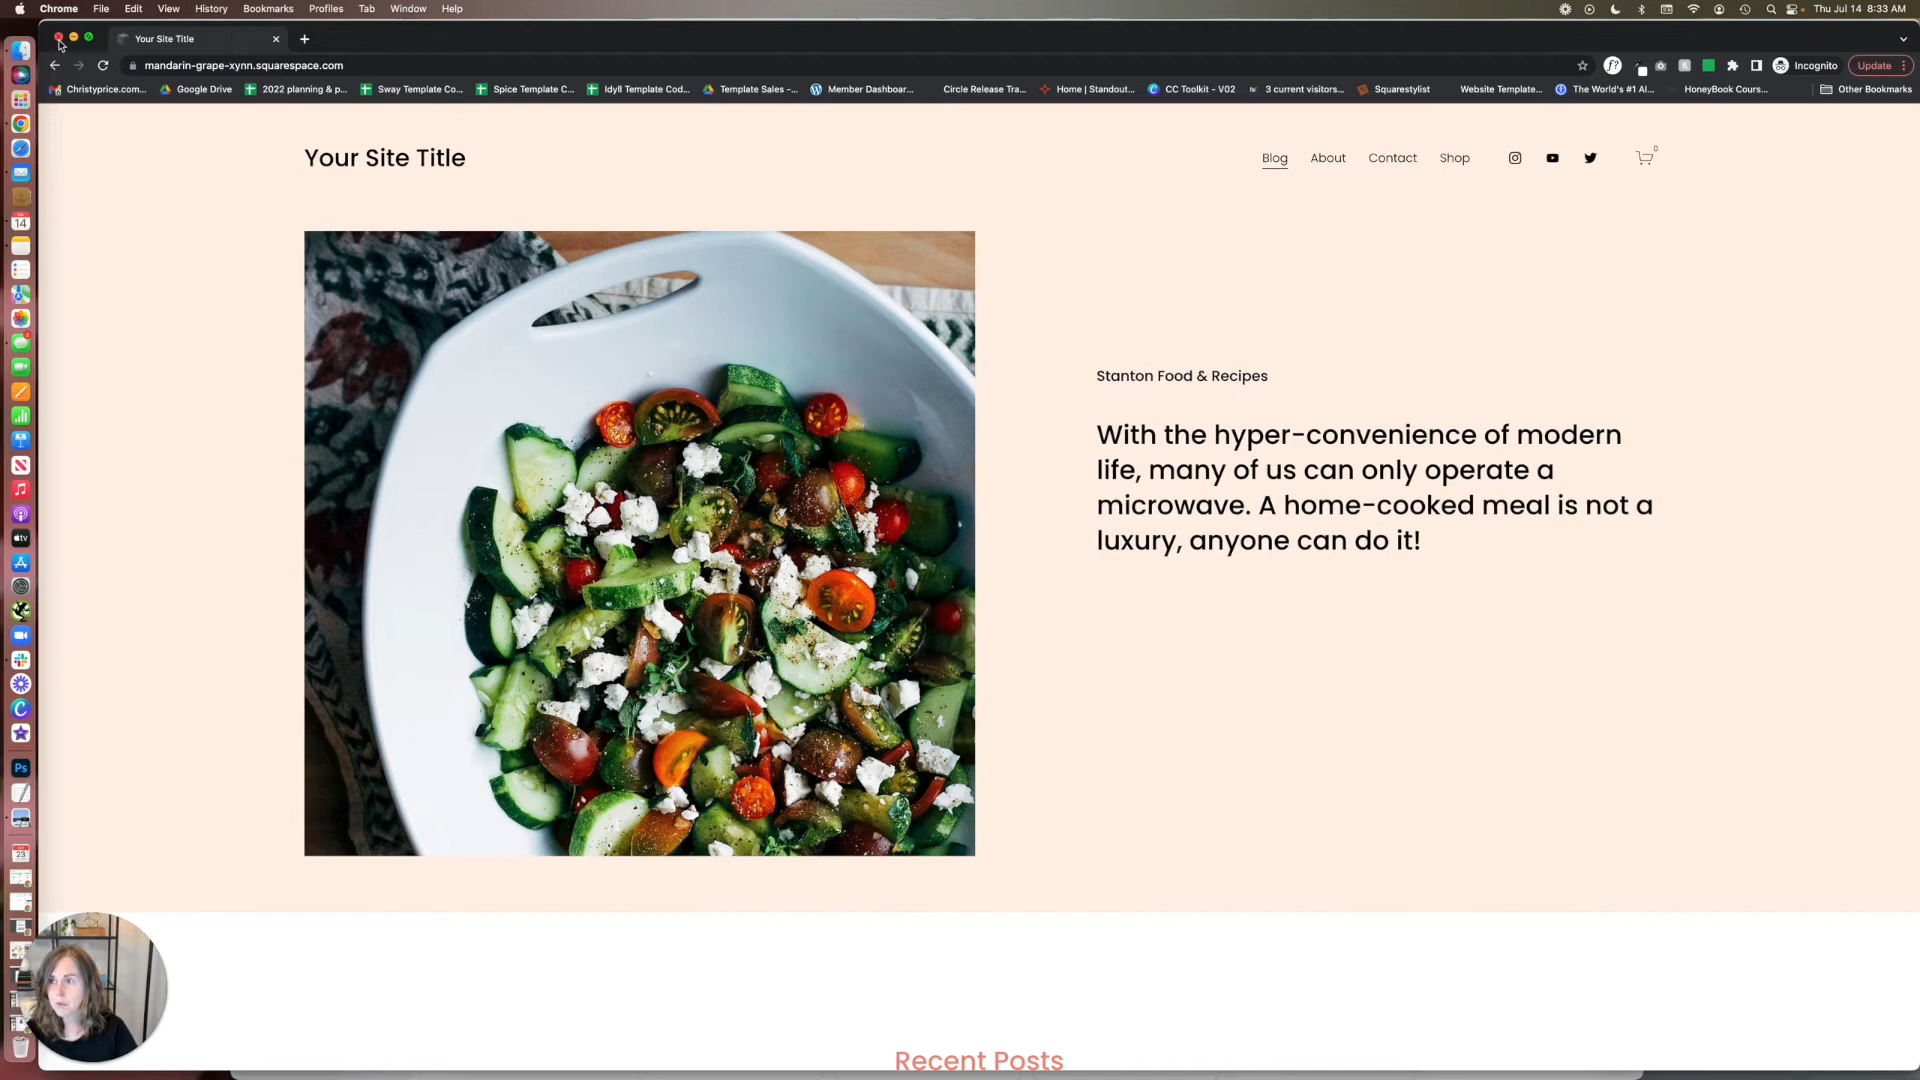 Chrome File Edit View History Bookmarks Profiles Tab Window Help
Thu Jul 14 8:33 AM
Your Site Title
mandarin-grape-xynn.squarespace.com
Incognito
Update
Christyprice.com...
Google Drive
2022 planning & p...
Sway Template Co...
Spice Template C...
Idyll Template Cod...
Template Sales -...
Member Dashboar...
Circle Release Tra...
Home | Standout...
CC Toolkit - V02
3 current visitors...
Squarestylist
Website Template...
The World's #1 AI...
HoneyBook Cours...
Other Bookmarks
Your Site Title
Blog About Contact Shop
0
Stanton Food & Recipes
With the hyper-convenience of modern
life, many of us can only operate a
microwave. A home-cooked meal is not a
luxury, anyone can do it!
14
tv
Ps
23
Recent Posts